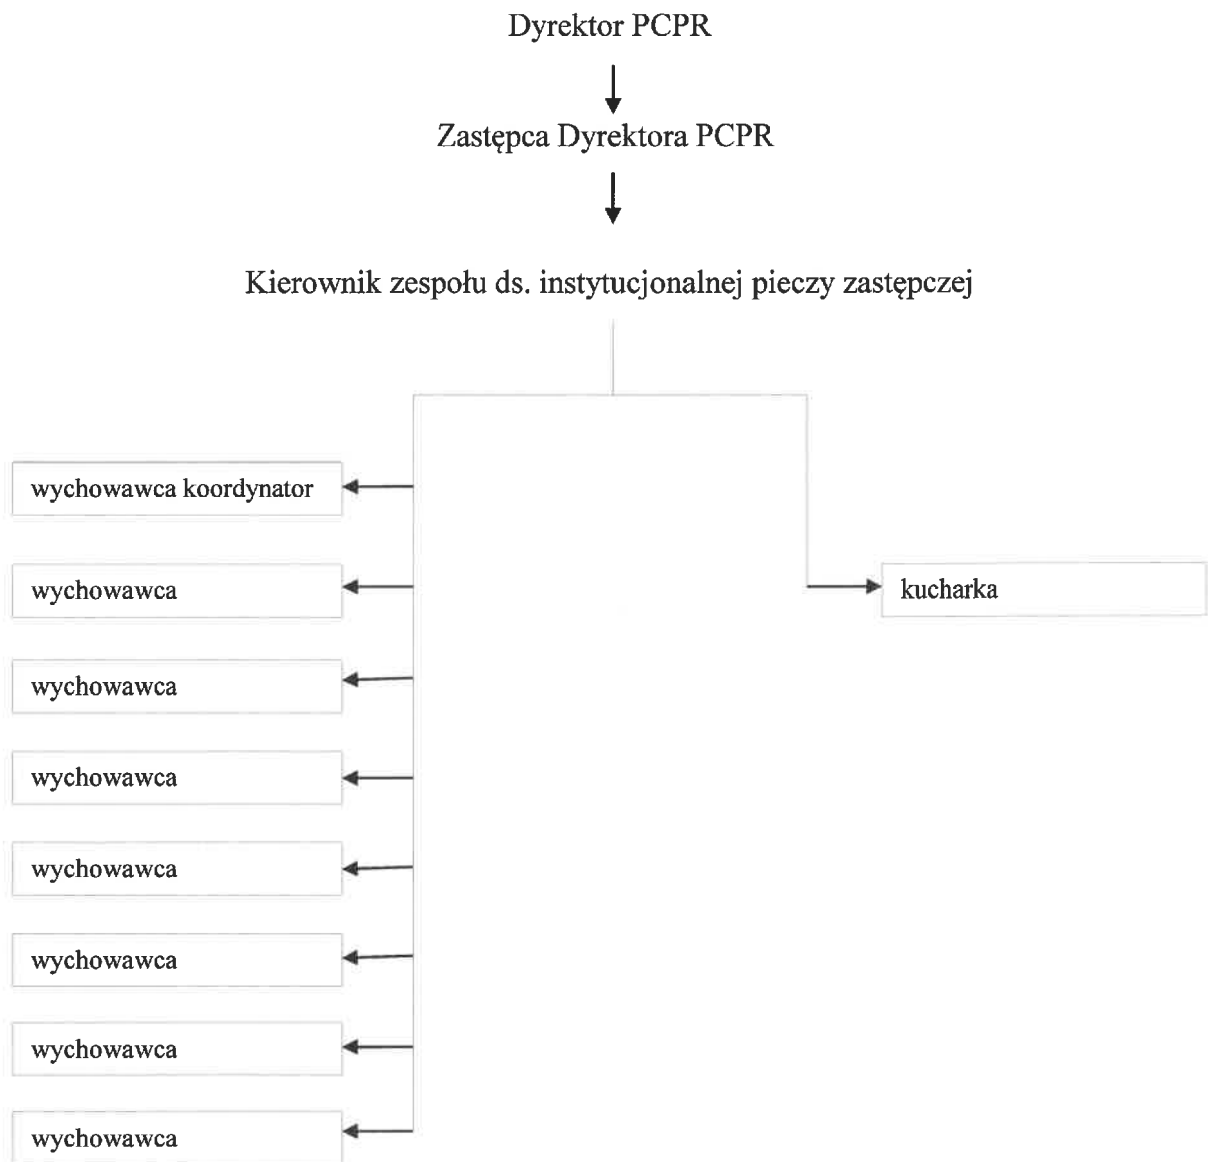 Dyrektor PCPR
Zastępca Dyrektora PCPR
Kierownik zespołu ds. instytucjonalnej pieczy zastępczej
wychowawca koordynator
wychowawca
kucharka
wychowawca
wychowawca
wychowawca
wychowawca
wychowawca
wychowawca